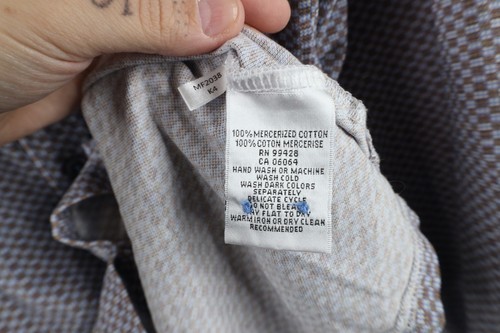 MF2038
K4
100% MERCERIZED COTTON
100% COTON MERCERISE
RN 99428
CA 06064
HAND WASH OR MACHINE
WASH COLD
WASH DARK COLORS
SEPARATELY
DELICATE CYCLE
DO NOT BLEACH
LAY FLAT TO DRY
WARM IRON OR DRY CLEAN
RECOMMENDED